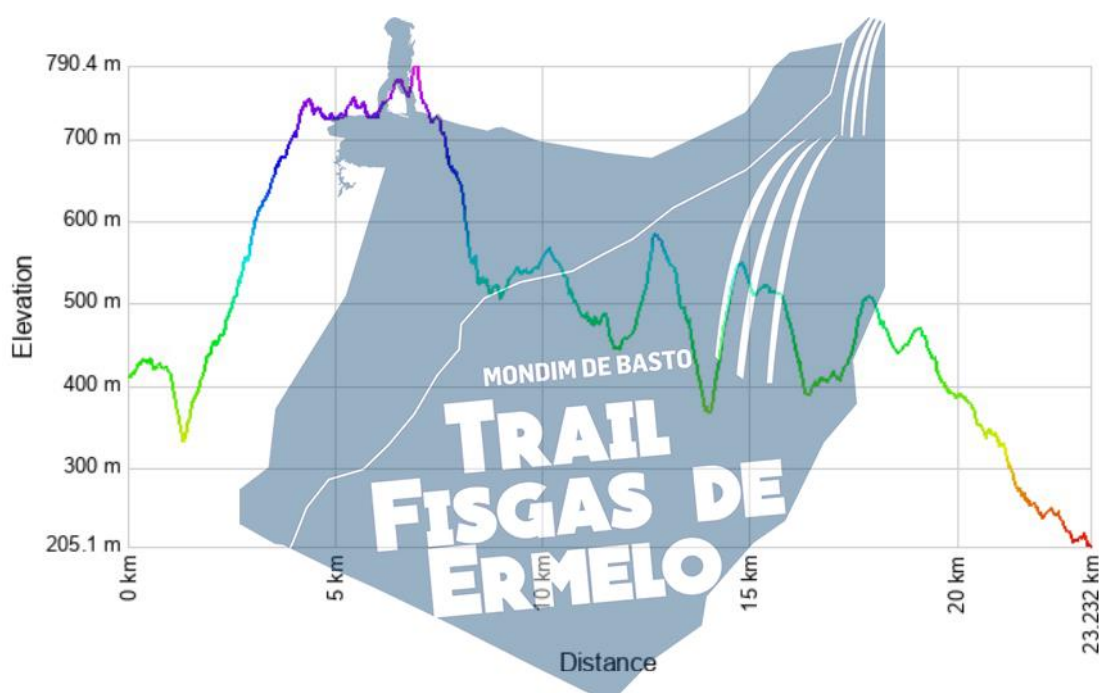 790.4 m
700 m
600 m
500 m
400 m
300 m
205.1 m
Elevation
MONDIM DE BASTO
TRAIL
FISGAS DE
ERMELO
0 km
5 km
10 km
15 km
20 km
23.232 km
Distance